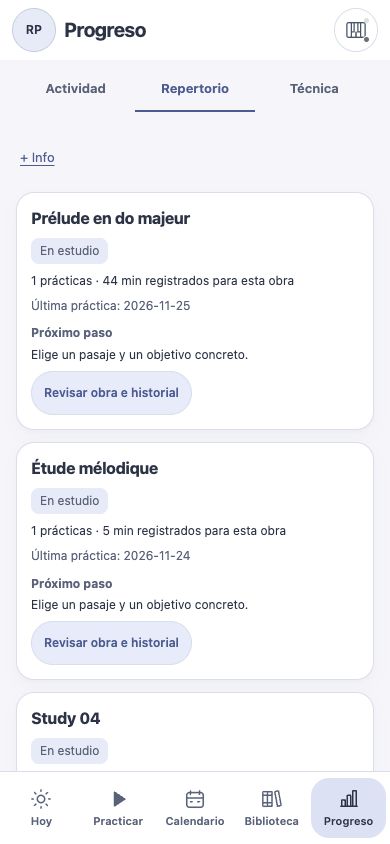 RP
Progreso
Actividad
Repertorio
Técnica
+ Info
Prélude en do majeur
En estudio
1 prácticas · 44 min registrados para esta obra
Última práctica: 2026-11-25
Próximo paso
Elige un pasaje y un objetivo concreto.
Revisar obra e historial
Étude mélodique
En estudio
1 prácticas · 5 min registrados para esta obra
Última práctica: 2026-11-24
Próximo paso
Elige un pasaje y un objetivo concreto.
Revisar obra e historial
Study 04
En estudio
Hoy
Practicar
Calendario
Biblioteca
Progreso